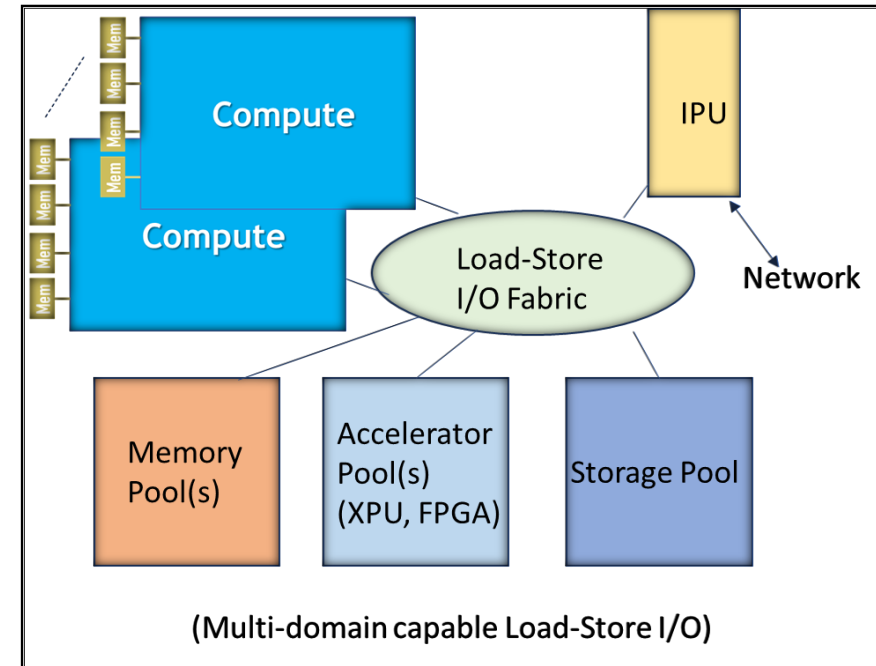 Mem
Mem
Mem
Mem
Compute
Mem
Mem
Mem
Mem
Compute
IPU
Load-Store
I/O Fabric
Network
Memory
Pool(s)
Accelerator
Pool(s)
(XPU, FPGA)
Storage Pool
(Multi-domain capable Load-Store I/O)